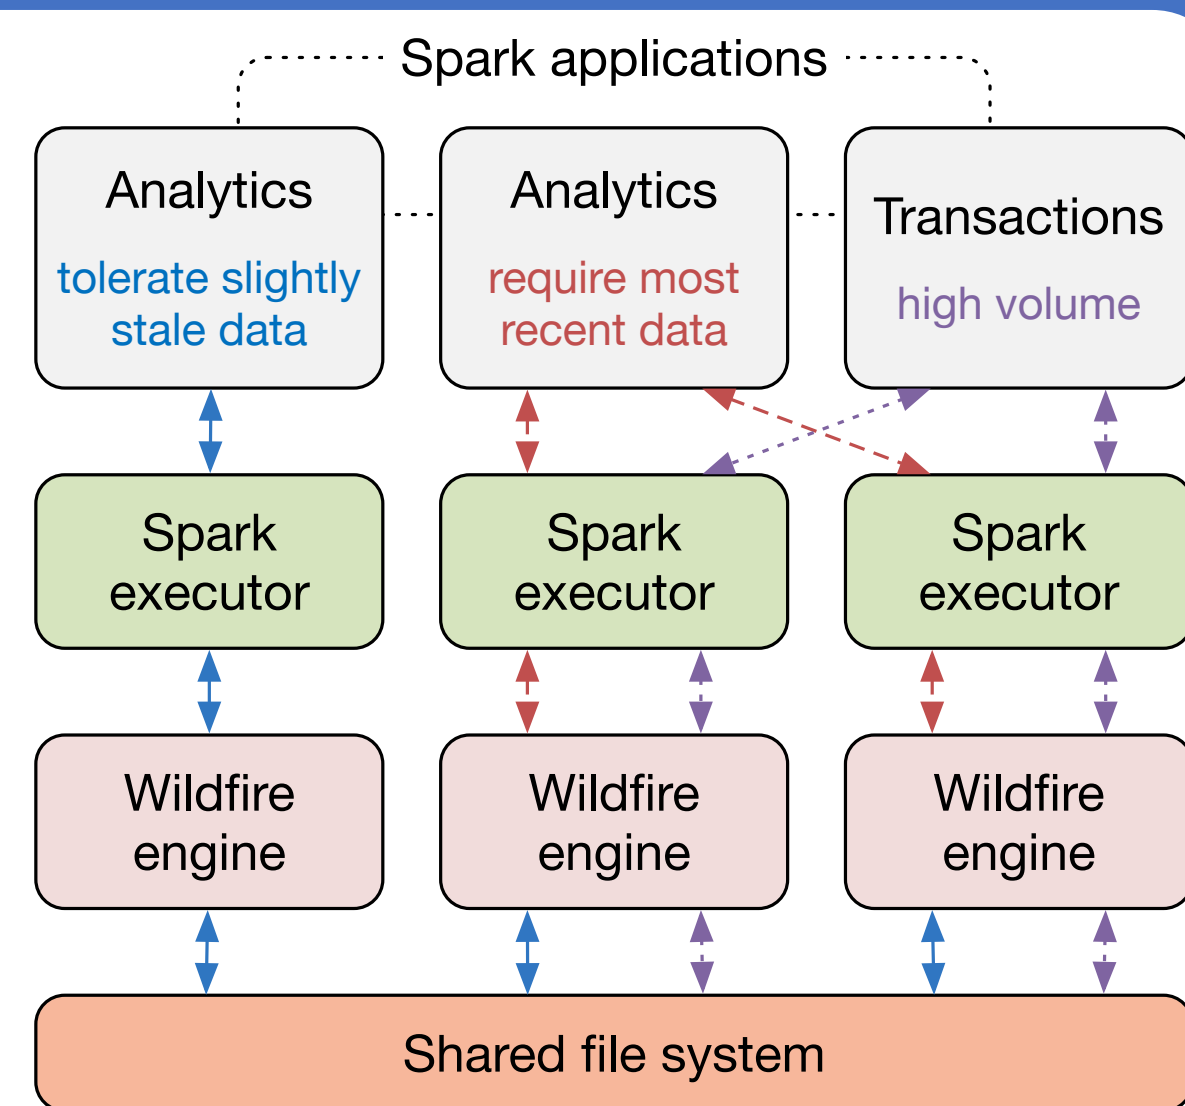 Spark applications
Analytics
tolerate slightly
stale data
Analytics
require most
recent data
Transactions
high volume
Spark
executor
Spark
executor
Spark
executor
Wildfire
engine
Wildfire
engine
Wildfire
engine
Shared file system